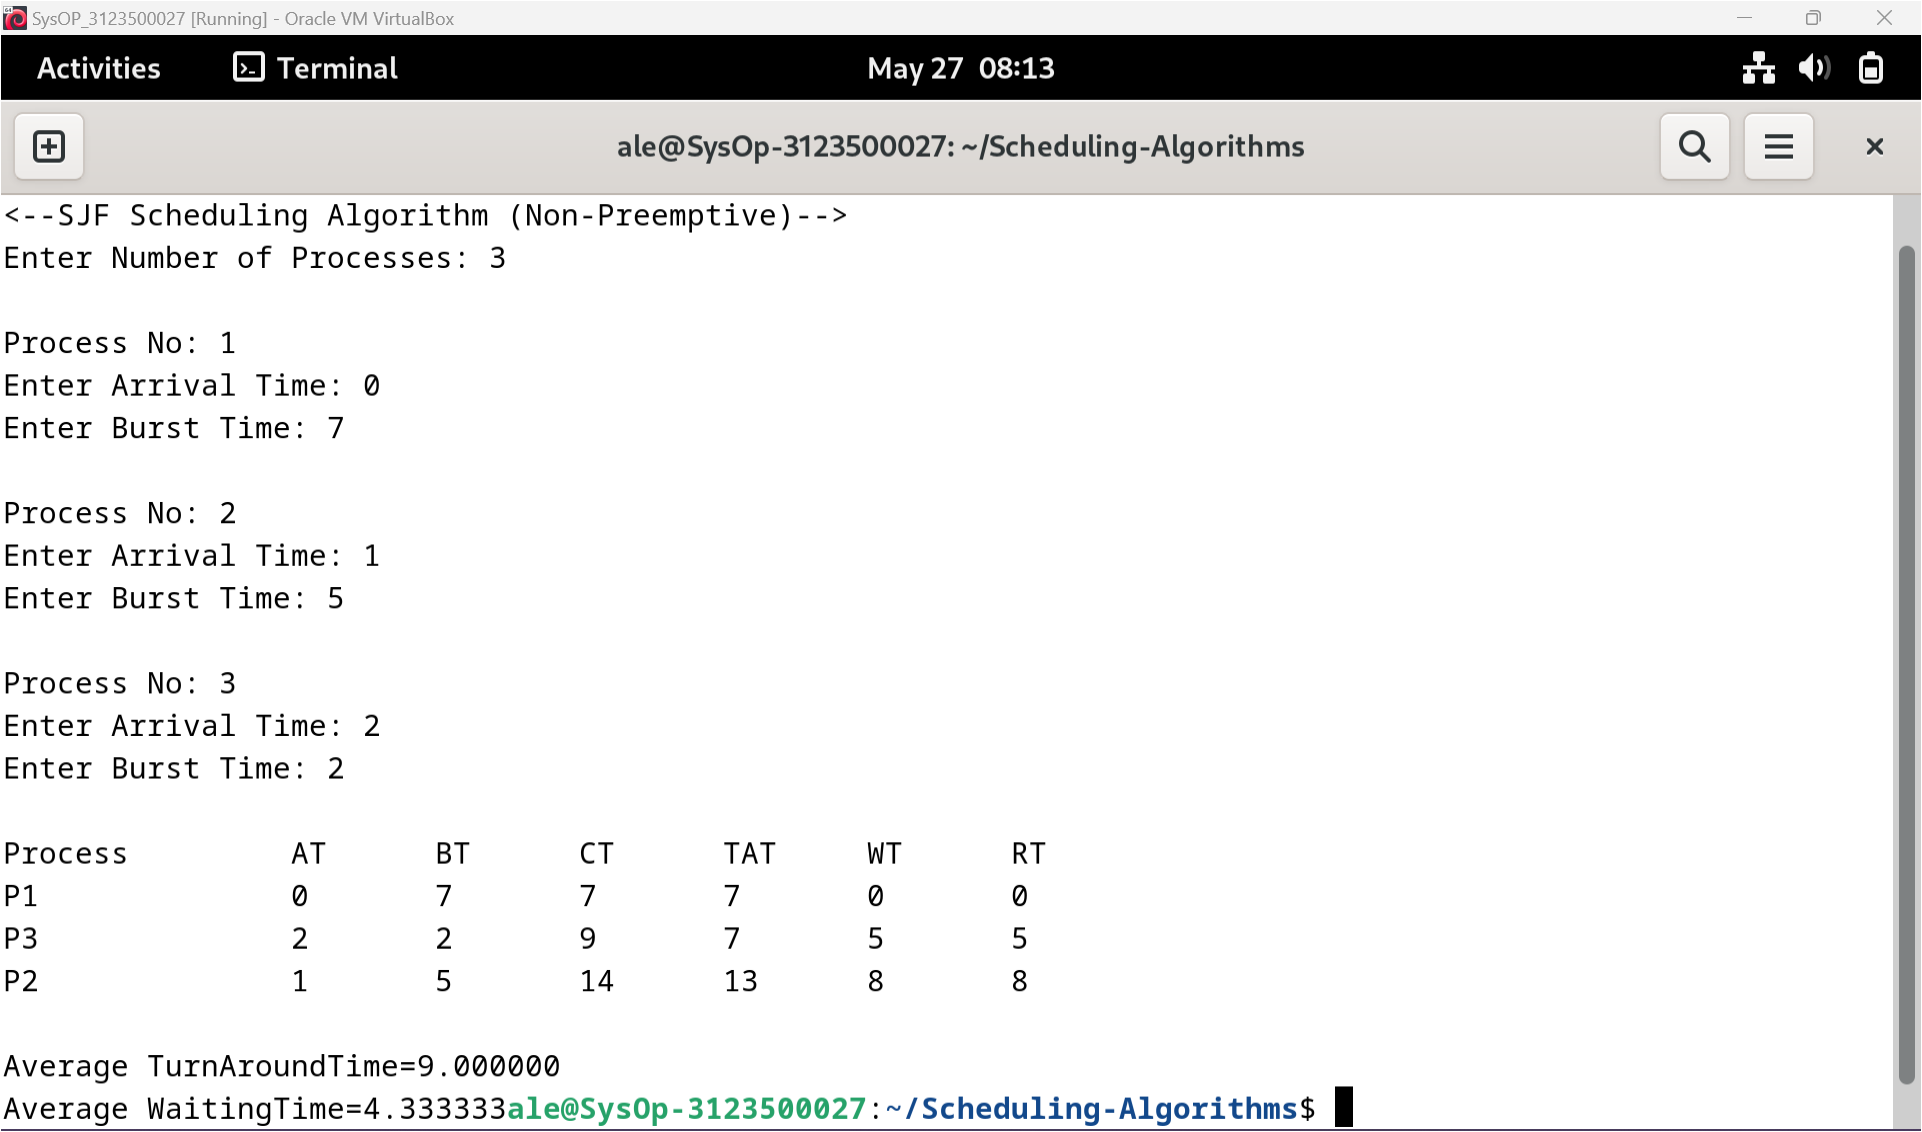 SysOP_3123500027 [Running] - Oracle VM VirtualBox
Activities Terminal May 27 08:13
ale@SysOp-3123500027: ~/Scheduling-Algorithms
<--SJF Scheduling Algorithm (Non-Preemptive)-->
Enter Number of Processes: 3
Process No: 1
Enter Arrival Time: 0
Enter Burst Time: 7
Process No: 2
Enter Arrival Time: 1
Enter Burst Time: 5
Process No: 3
Enter Arrival Time: 2
Enter Burst Time: 2
Process AT BT CT TAT WT RT
P1 0 7 7 7 0 0
P3 2 2 9 7 5 5
P2 1 5 14 13 8 8
Average TurnAroundTime=9.000000
Average WaitingTime=4.333333ale@SysOp-3123500027:~/Scheduling-Algorithms$